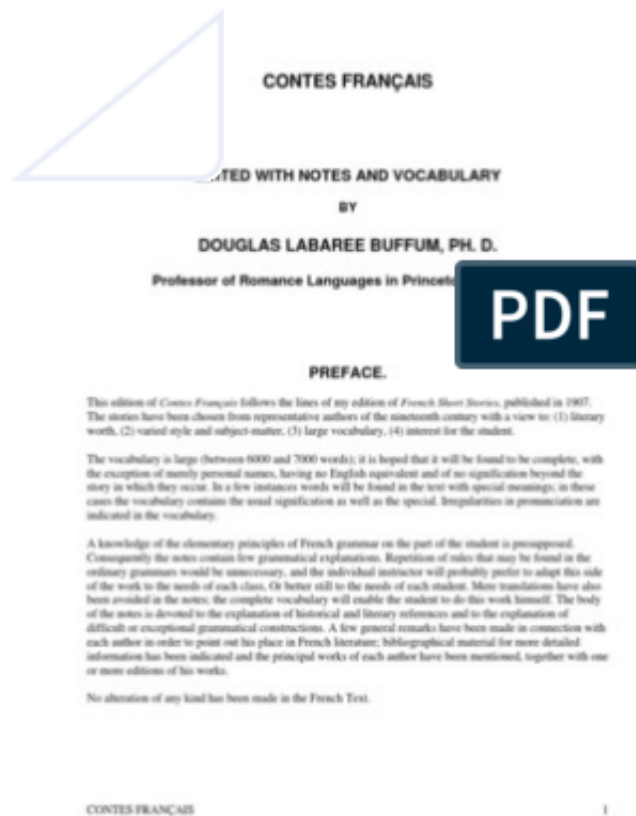 CONTES FRANÇAIS
ITED WITH NOTES AND VOCABULARY
BY
DOUGLAS LABAREE BUFFUM, PH. D.
Professor of Romance Languages in Princeto
PDF
PREFACE.
This edition of Contes Français follows the lines of my edition of French Short Stories, published in 1907.
The stories have been chosen from representative authors of the nineteenth century with a view to: (1) literary
worth, (2) varied style and subject-matter, (3) large vocabulary, (4) interest for the student.
The vocabulary is large (between 6000 and 7000 words); it is hoped that it will be found to be complete, with
the exception of merely personal names, having no English equivalent and of no signification beyond the
story in which they occur. In a few instances words will be found in the text with special meanings; in these
cases the vocabulary contains the usual signification as well as the special. Irregularities in pronunciation are
indicated in the vocabulary.
A knowledge of the elementary principles of French grammar on the part of the student is presupposed.
Consequently the notes contain few grammatical explanations. Repetition of rules that may be found in the
ordinary grammars would be unnecessary, and the individual instructor will probably prefer to adapt this side
of the work to the needs of each class, Or better still to the needs of each student. Mere translations have also
been avoided in the notes; the complete vocabulary will enable the student to do this work himself. The body
of the notes is devoted to the explanation of historical and literary references and to the explanation of
difficult or exceptional grammatical constructions. A few general remarks have been made in connection with
each author in order to point out his place in French literature; bibliographical material for more detailed
information has been indicated and the principal works of each author have been mentioned, together with one
or more editions of his works.
No alteration of any kind has been made in the French Text.
CONTES FRANÇAIS 1